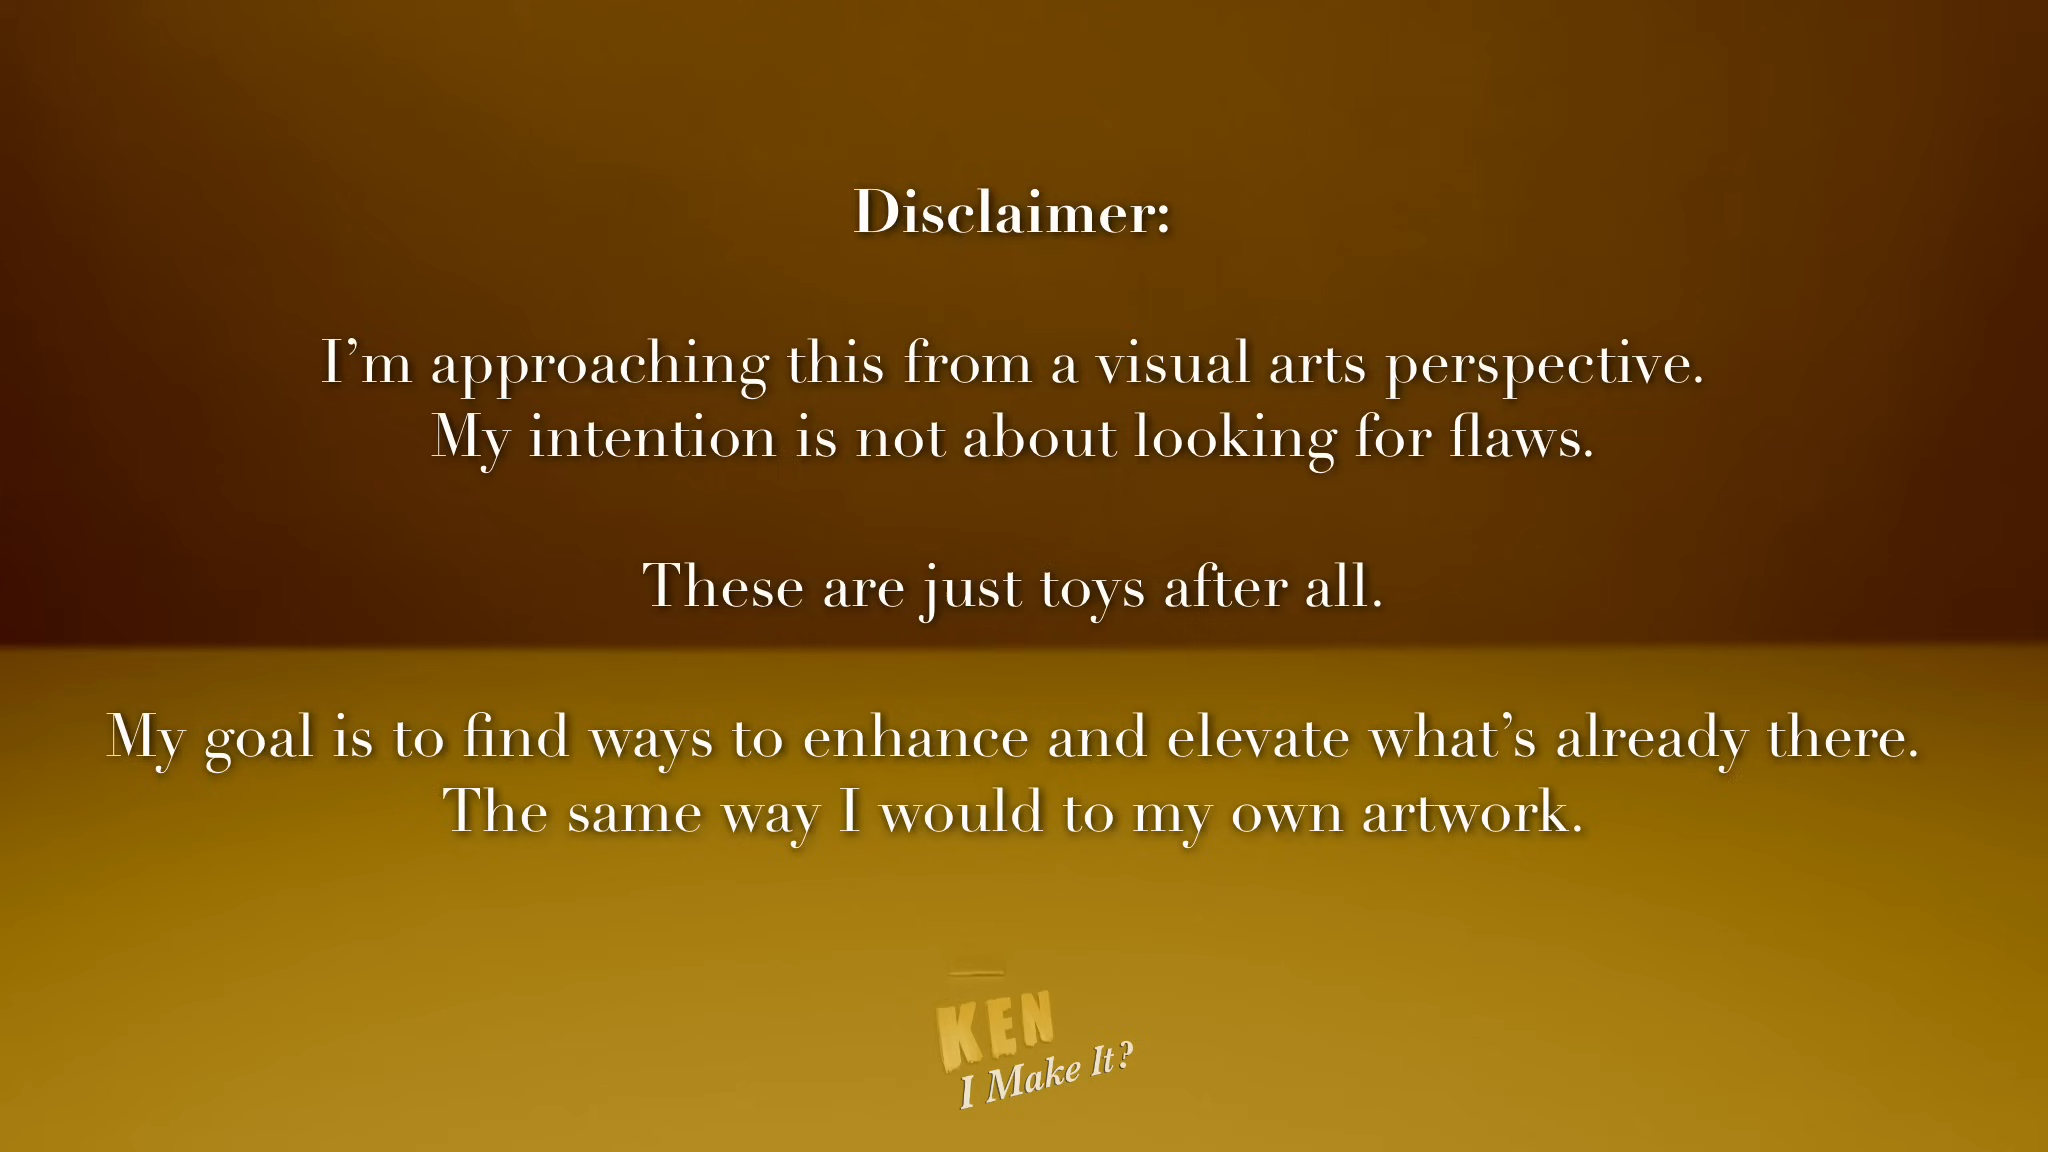 Disclaimer:
I’m approaching this from a visual arts perspective.
My intention is not about looking for flaws.
These are just toys after all.
My goal is to find ways to enhance and elevate what’s already there.
The same way I would to my own artwork.
KEN
I Make It?